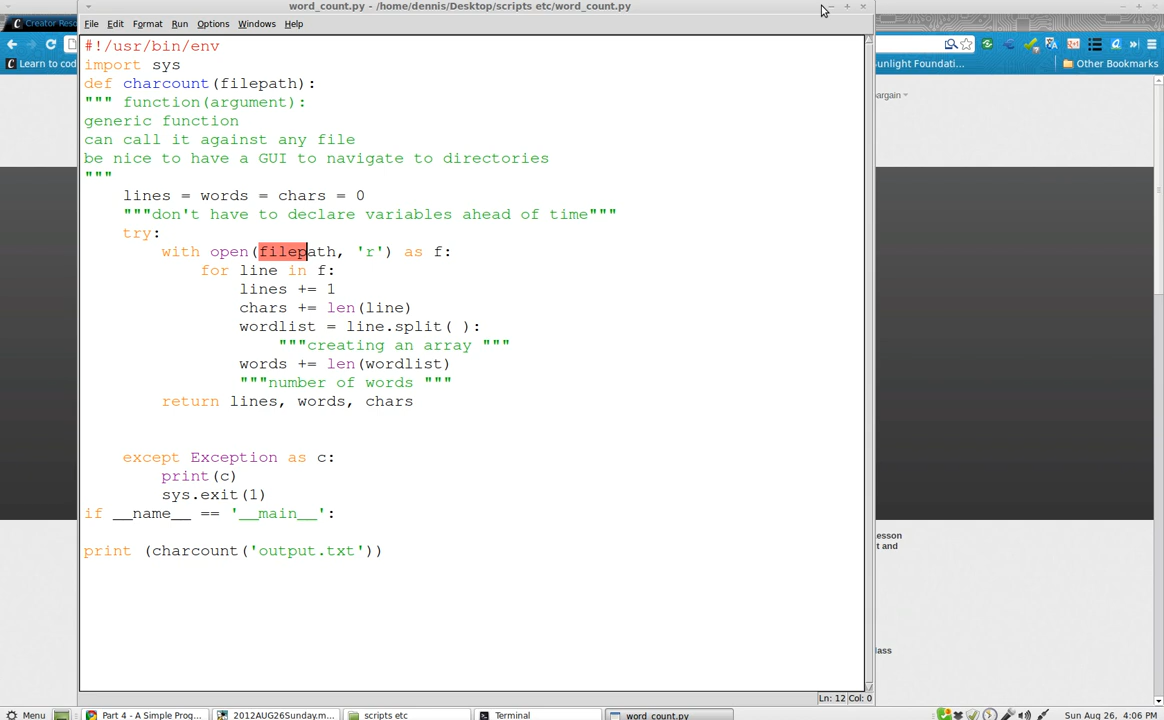 word_count.py - /home/dennis/Desktop/scripts etc/word_count.py
Creator Reso
File Edit Format Run Options Windows Help
Learn to cod
unlight Foundati...
Other Bookmarks
argain
#!/usr/bin/env
import sys
def charcount(filepath):
""" function(argument):
generic function
can call it against any file
be nice to have a GUI to navigate to directories
"""
lines = words = chars = 0
"""don't have to declare variables ahead of time"""
try:
with open(filepath, 'r') as f:
for line in f:
lines += 1
chars += len(line)
wordlist = line.split( ):
"""creating an array """
words += len(wordlist)
"""number of words """
return lines, words, chars
except Exception as c:
print(c)
sys.exit(1)
if __name__ == '__main__':
print (charcount('output.txt'))
esson
t and
lass
Ln: 12 Col: 0
Menu
Part 4 - A Simple Prog...
2012AUG26Sunday.m...
scripts etc
Terminal
word_count.py
Sun Aug 26, 4:06 PM